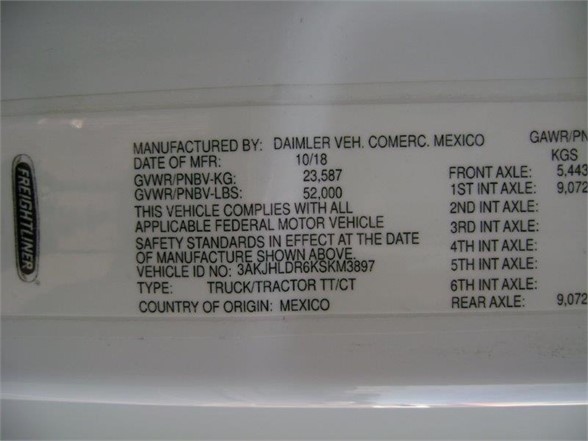 FREIGHTLINER
MANUFACTURED BY: DAIMLER VEH. COMERC. MEXICO
DATE OF MFR: 10/18
GVWR/PNBV-KG: 23,587
GVWR/PNBV-LBS: 52,000
THIS VEHICLE COMPLIES WITH ALL
APPLICABLE FEDERAL MOTOR VEHICLE
SAFETY STANDARDS IN EFFECT AT THE DATE
OF MANUFACTURE SHOWN ABOVE.
VEHICLE ID NO: 3AKJHLDR6KSKM3897
TYPE: TRUCK/TRACTOR TT/CT
COUNTRY OF ORIGIN: MEXICO
GAWR/PN
KGS
FRONT AXLE: 5,443
1ST INT AXLE: 9,072
2ND INT AXLE:
3RD INT AXLE:
4TH INT AXLE:
5TH INT AXLE:
6TH INT AXLE:
REAR AXLE: 9,072